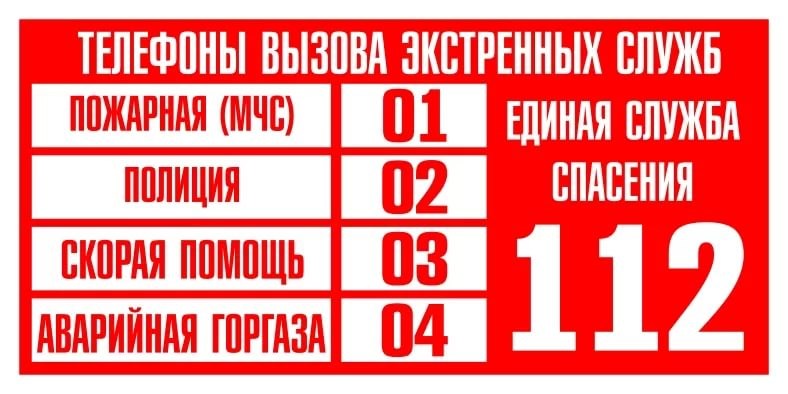 ТЕЛЕФОНЫ ВЫЗОВА ЭКСТРЕННЫХ СЛУЖБ
ПОЖАРНАЯ (МЧС) 01
ПОЛИЦИЯ 02
СКОРАЯ ПОМОЩЬ 03
АВАРИЙНАЯ ГОРГАЗА 04
ЕДИНАЯ СЛУЖБА
СПАСЕНИЯ
112